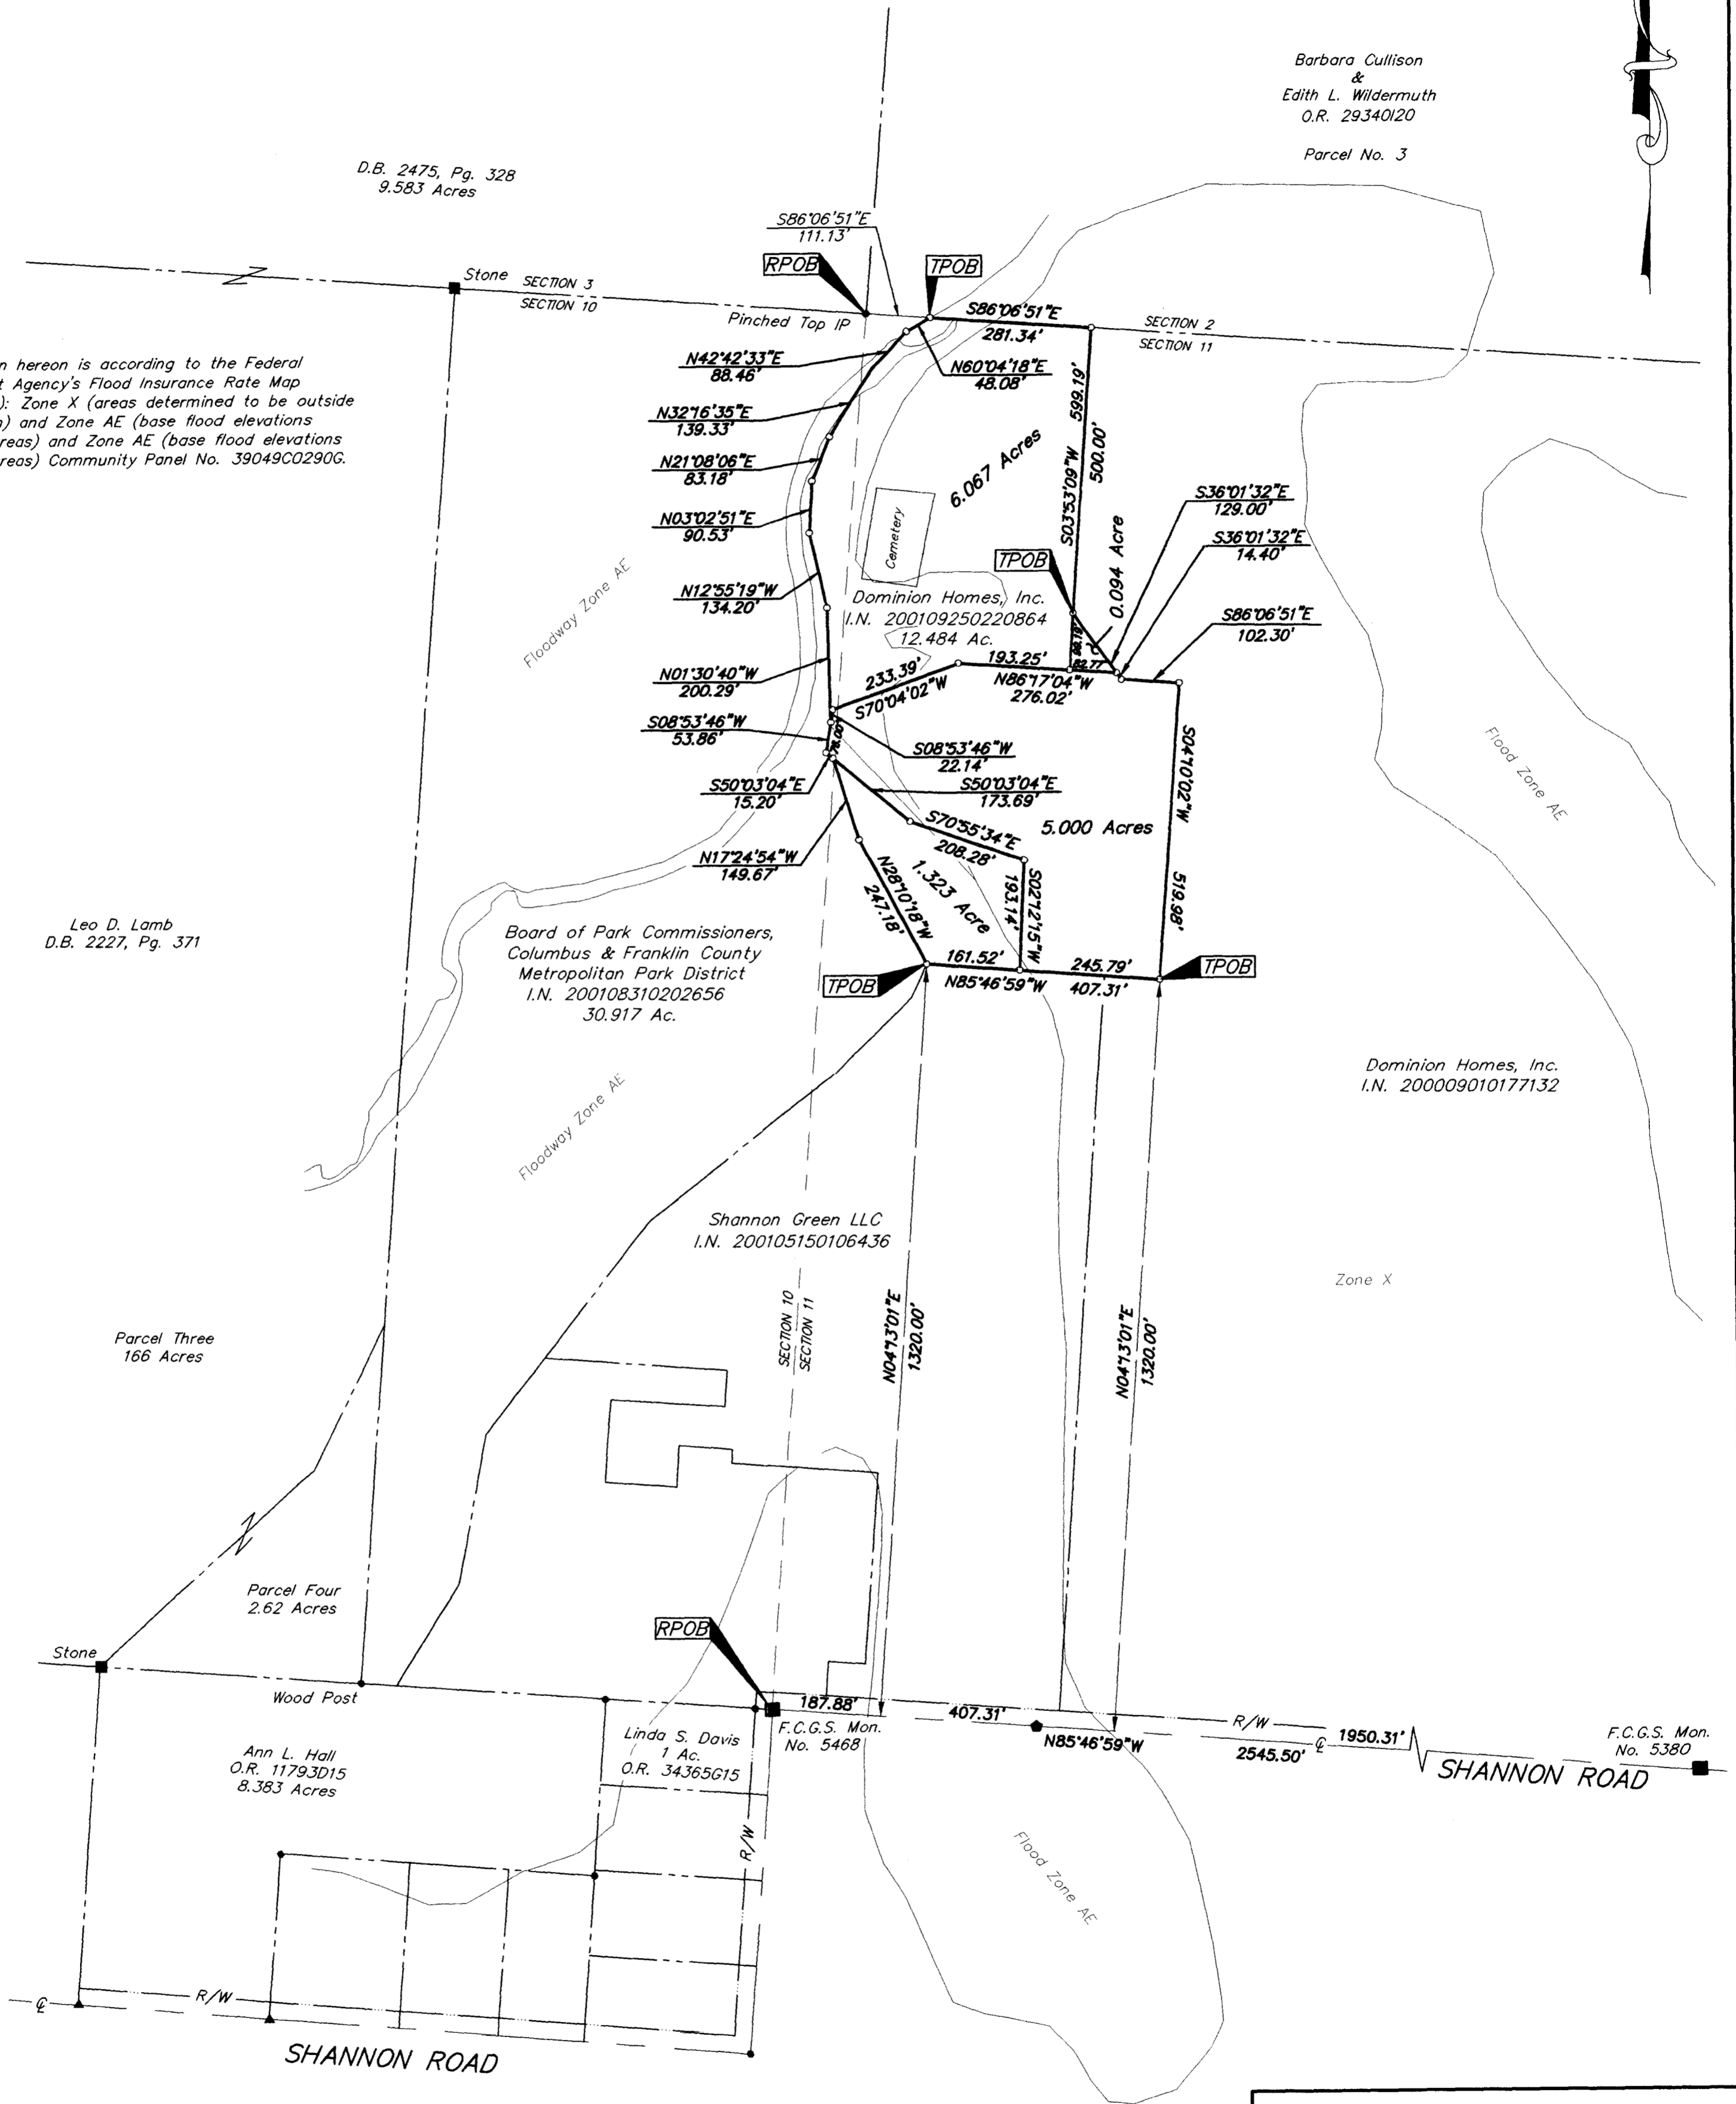 Barbara Cullison
&
Edith L. Wildermuth
O.R. 29340I20
Parcel No. 3
D.B. 2475, Pg. 328
9.583 Acres
S86°06'51"E
111.13'
RPOB
TPOB
Stone
SECTION 3
SECTION 10
Pinched Top IP
S86°06'51"E
281.34'
SECTION 2
SECTION 11
n hereon is according to the Federal
t Agency's Flood Insurance Rate Map
): Zone X (areas determined to be outside
) and Zone AE (base flood elevations
reas) and Zone AE (base flood elevations
reas) Community Panel No. 39049C0290G.
N42°42'33"E
88.46'
N60°04'18"E
48.08'
N32°16'35"E
139.33'
N21°08'06"E
83.18'
N03°02'51"E
90.53'
N12°55'19"W
134.20'
N01°30'40"W
200.29'
S08°53'46"W
53.86'
S50°03'04"E
15.20'
N17°24'54"W
149.67'
S03°53'09"W 599.19'
500.00'
6.067 Acres
Cemetery
TPOB
0.094 Acre
S36°01'32"E
129.00'
S36°01'32"E
14.40'
S86°06'51"E
102.30'
Floodway Zone AE
Dominion Homes, Inc.
I.N. 200109250220864
12.484 Ac.
82.77'
233.39'
S70°04'02"W
193.25'
N86°17'04"W
276.02'
76.00'
S08°53'46"W
22.14'
S50°03'04"E
173.69'
S70°55'34"E
208.28'
5.000 Acres
S04°10'02"W 519.98'
Flood Zone AE
N28°10'18"W
247.18'
1.323 Acre
S02°12'15"W
193.14'
161.52'
245.79'
N85°46'59"W 407.31'
TPOB
TPOB
Leo D. Lamb
D.B. 2227, Pg. 371
Board of Park Commissioners,
Columbus & Franklin County
Metropolitan Park District
I.N. 200108310202656
30.917 Ac.
Dominion Homes, Inc.
I.N. 200009010177132
Floodway Zone AE
Shannon Green LLC
I.N. 200105150106436
Zone X
SECTION 10
SECTION 11
N04°13'01"E
1320.00'
N04°13'01"E
1320.00'
Parcel Three
166 Acres
Parcel Four
2.62 Acres
Stone
Wood Post
RPOB
187.88'
407.31'
F.C.G.S. Mon.
No. 5468
N85°46'59"W
R/W
2545.50'
℄
1950.31'
F.C.G.S. Mon.
No. 5380
SHANNON ROAD
Linda S. Davis
1 Ac.
O.R. 34365G15
Ann L. Hall
O.R. 11793D15
8.383 Acres
R/W
Flood Zone AE
℄
R/W
SHANNON ROAD